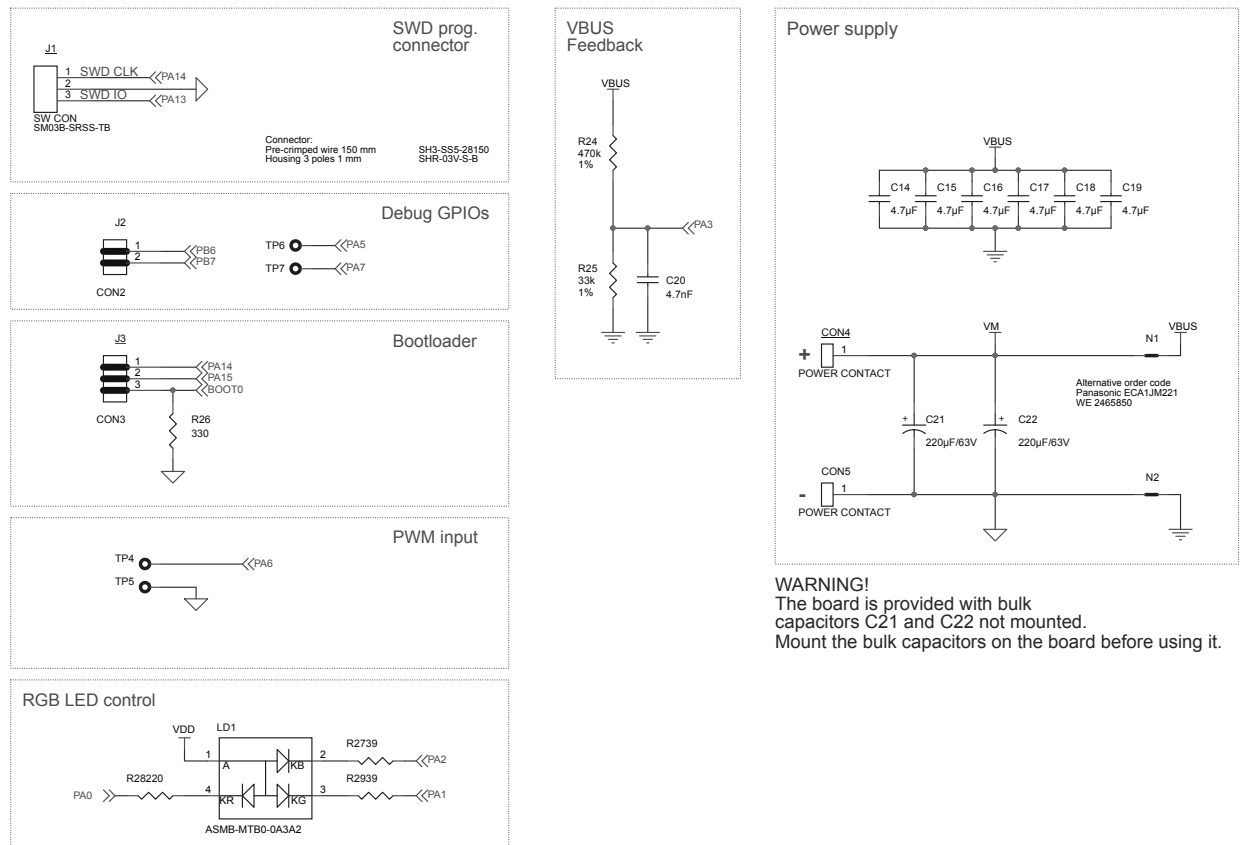 SWD prog.
connector
J1
1 SWD CLK
PA14
2
3 SWD IO
PA13
SW CON
SM03B-SRSS-TB
Connector:
Pre-crimped wire 150 mm SH3-SS5-28150
Housing 3 poles 1 mm SHR-03V-S-B
Debug GPIOs
J2
1
PB6
2
PB7
CON2
TP6
PA5
TP7
PA7
Bootloader
J3
1
PA14
2
PA15
3
BOOT0
CON3
R26
330
PWM input
TP4
PA6
TP5
RGB LED control
VDD
LD1
R2739
1
A
KB
2
PA2
R28220
R2939
PA0
4
KR
KG
3
PA1
ASMB-MTB0-0A3A2
VBUS
Feedback
VBUS
R24
470k
1%
PA3
R25
33k
1%
C20
4.7nF
Power supply
VBUS
C14 C15 C16 C17 C18 C19
4.7µF 4.7µF 4.7µF 4.7µF 4.7µF 4.7µF
CON4
VM
VBUS
N1
+
1
POWER CONTACT
Alternative order code
Panasonic ECA1JM221
WE 2465850
+ C21
220µF/63V
+ C22
220µF/63V
CON5
N2
-
1
POWER CONTACT
WARNING!
The board is provided with bulk
capacitors C21 and C22 not mounted.
Mount the bulk capacitors on the board before using it.